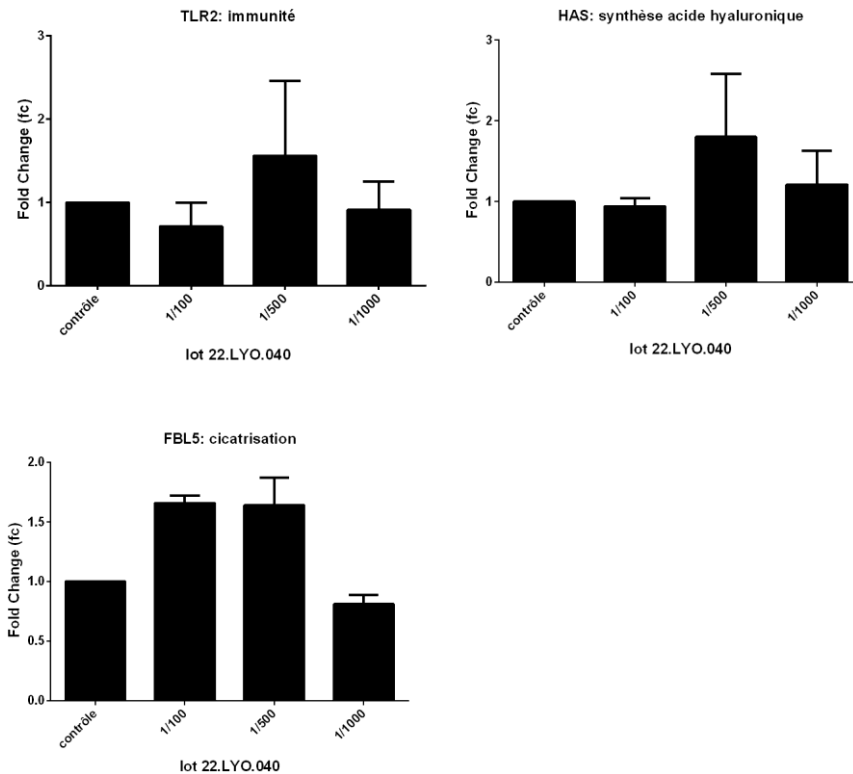 TLR2: immunité
Fold Change (fc)
3
2
1
0
contrôle
1/100
1/500
1/1000
lot 22.LYO.040
HAS: synthèse acide hyaluronique
Fold Change (fc)
3
2
1
0
contrôle
1/100
1/500
1/1000
lot 22.LYO.040
FBL5: cicatrisation
Fold Change (fc)
2.0
1.5
1.0
0.5
0.0
contrôle
1/100
1/500
1/1000
lot 22.LYO.040